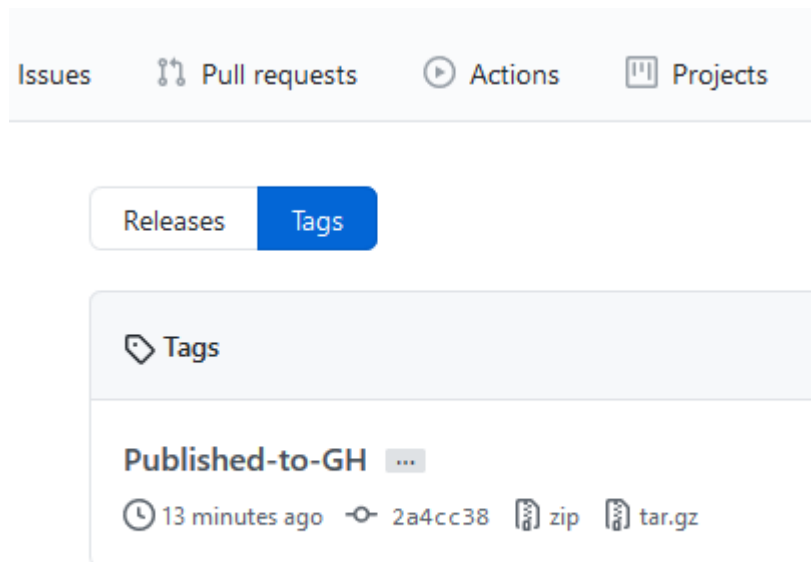 Issues Pull requests Actions Projects
Releases Tags
Tags
Published-to-GH ...
13 minutes ago 2a4cc38 zip tar.gz